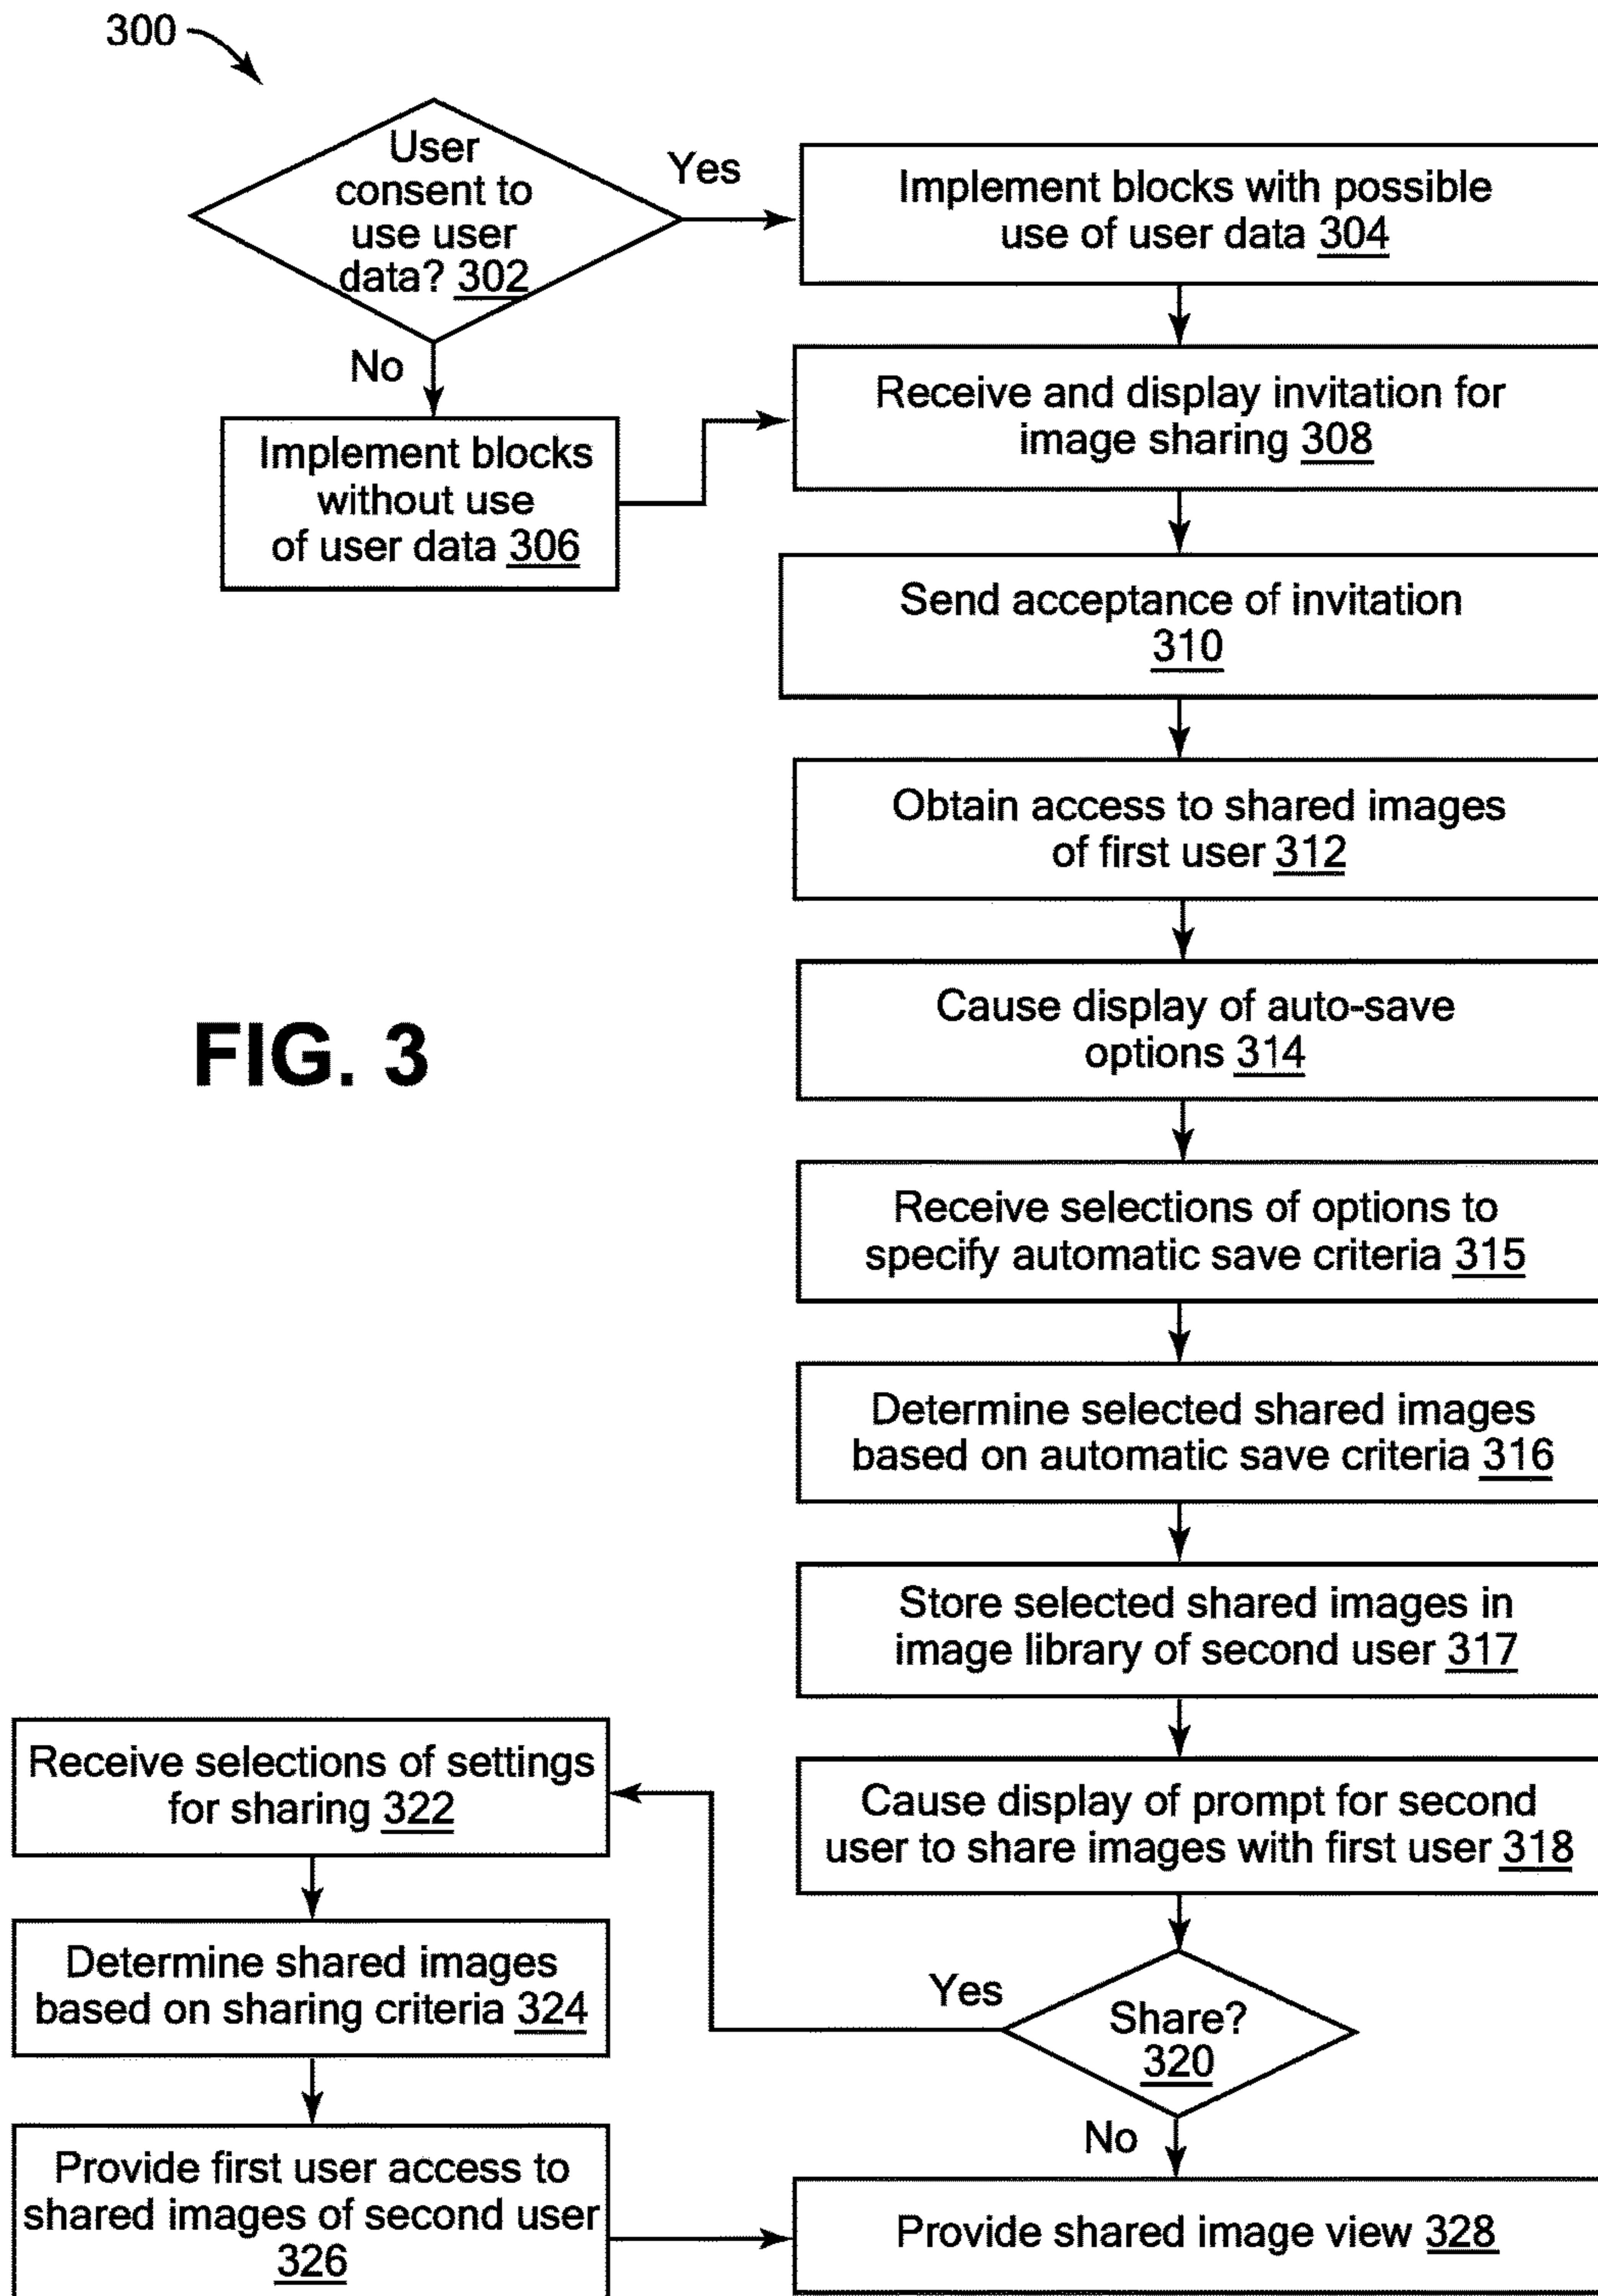 300
User
consent to
use user
data? 302
Yes
Implement blocks with possible
use of user data 304
No
Implement blocks
without use
of user data 306
Receive and display invitation for
image sharing 308
Send acceptance of invitation
310
Obtain access to shared images
of first user 312
Cause display of auto-save
options 314
FIG. 3
Receive selections of options to
specify automatic save criteria 315
Determine selected shared images
based on automatic save criteria 316
Store selected shared images in
image library of second user 317
Cause display of prompt for second
user to share images with first user 318
Share?
320
Yes
Receive selections of settings
for sharing 322
Determine shared images
based on sharing criteria 324
Provide first user access to
shared images of second user
326
No
Provide shared image view 328